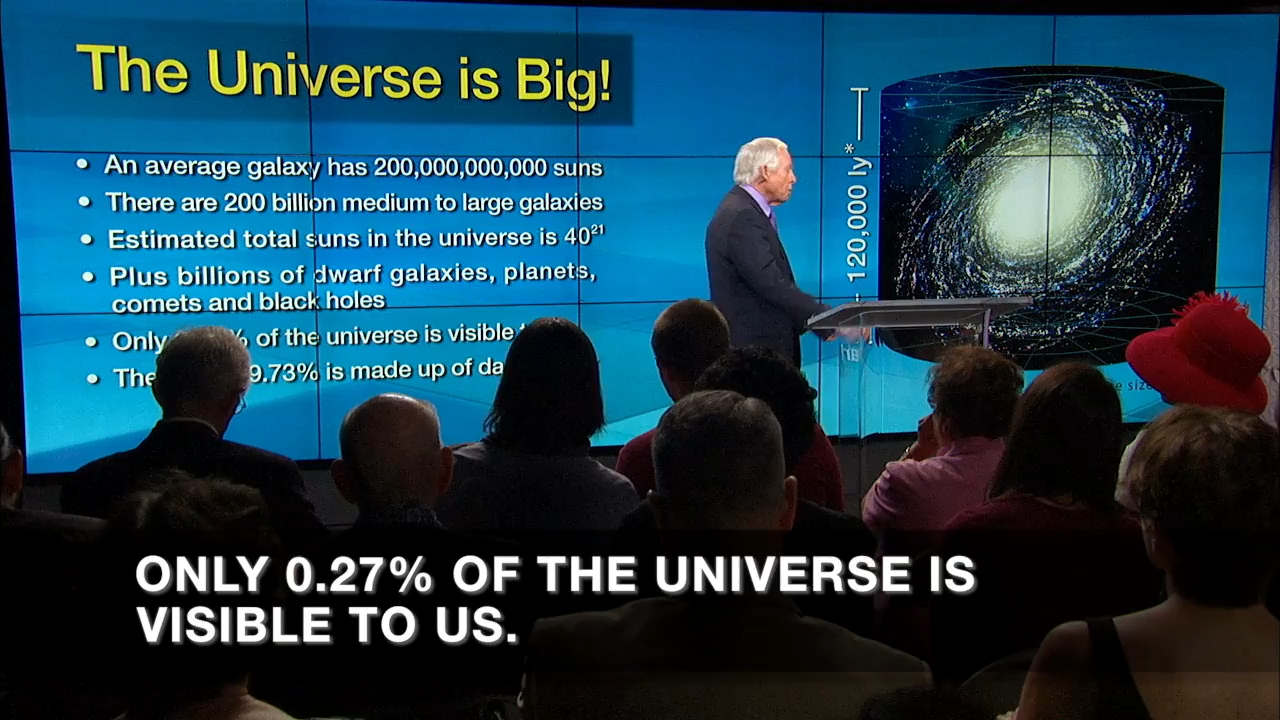 The Universe is Big!
• An average galaxy has 200,000,000,000 suns
• There are 200 billion medium to large galaxies
• Estimated total suns in the universe is 40²¹
• Plus billions of dwarf galaxies, planets,
comets and black holes
• Only % of the universe is visible
• The 9.73% is made up of
120,000 ly*
ONLY 0.27% OF THE UNIVERSE IS
VISIBLE TO US.